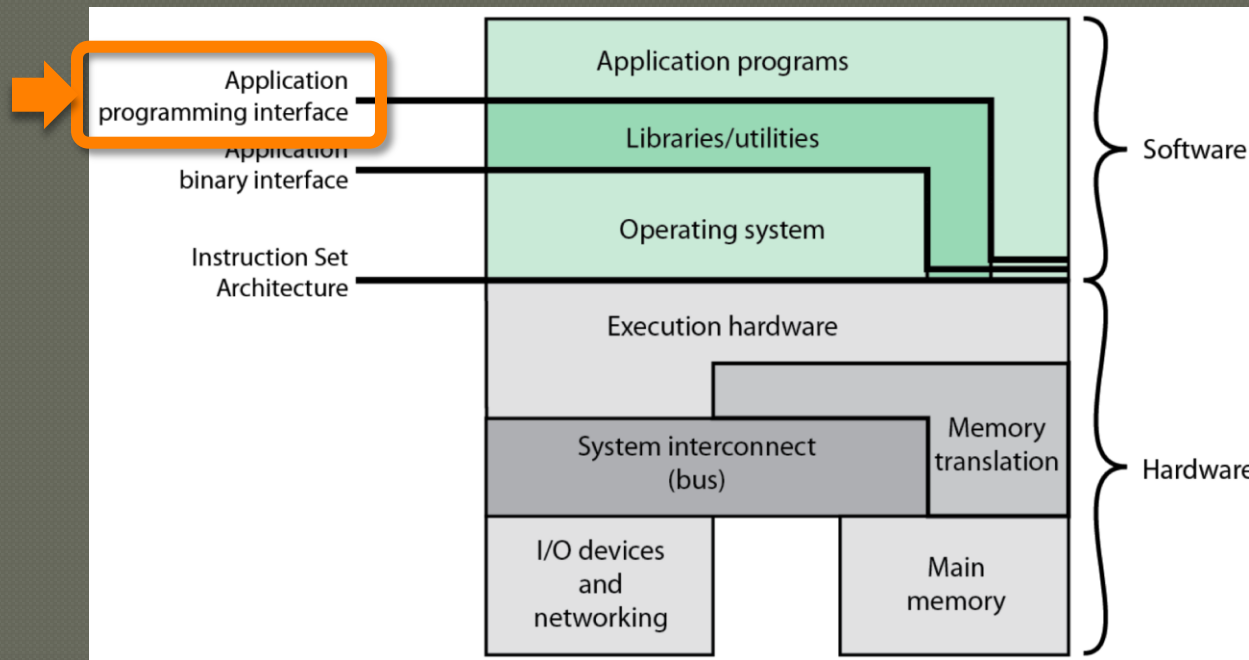 Application
programming interface
Application
binary interface
Instruction Set
Architecture
Application programs
Libraries/utilities
Operating system
Execution hardware
System interconnect
(bus)
Memory
translation
I/O devices
and
networking
Main
memory
Software
Hardware